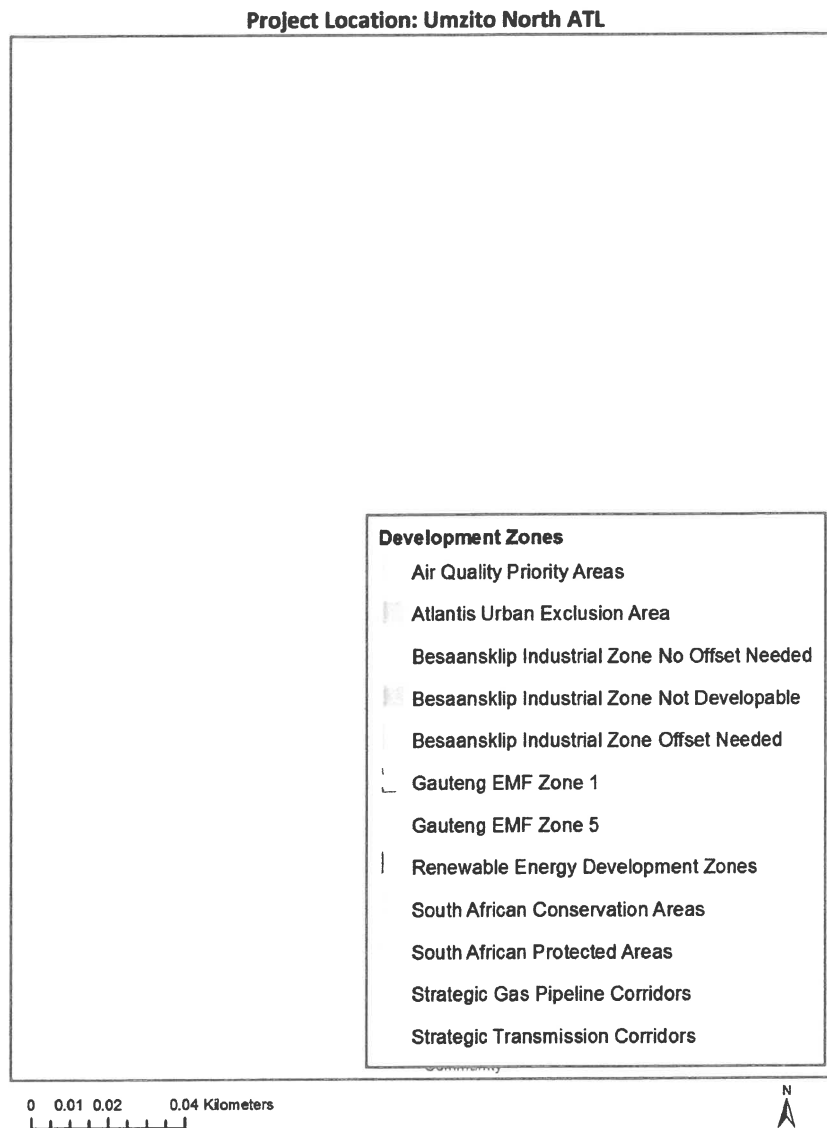 Project Location: Umzito North ATL
Development Zones
Air Quality Priority Areas
Atlantis Urban Exclusion Area
Besaansklip Industrial Zone No Offset Needed
Besaansklip Industrial Zone Not Developable
Besaansklip Industrial Zone Offset Needed
Gauteng EMF Zone 1
Gauteng EMF Zone 5
Renewable Energy Development Zones
South African Conservation Areas
South African Protected Areas
Strategic Gas Pipeline Corridors
Strategic Transmission Corridors
0 0.01 0.02 0.04 Kilometers
N